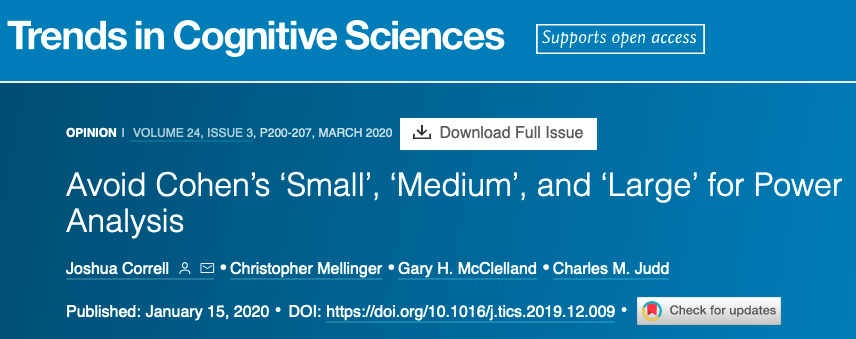 Trends in Cognitive Sciences Supports open access
OPINION | VOLUME 24, ISSUE 3, P200-207, MARCH 2020 Download Full Issue
Avoid Cohen’s ‘Small’, ‘Medium’, and ‘Large’ for Power
Analysis
Joshua Correll • Christopher Mellinger • Gary H. McClelland • Charles M. Judd
Published: January 15, 2020 • DOI: https://doi.org/10.1016/j.tics.2019.12.009 • Check for updates